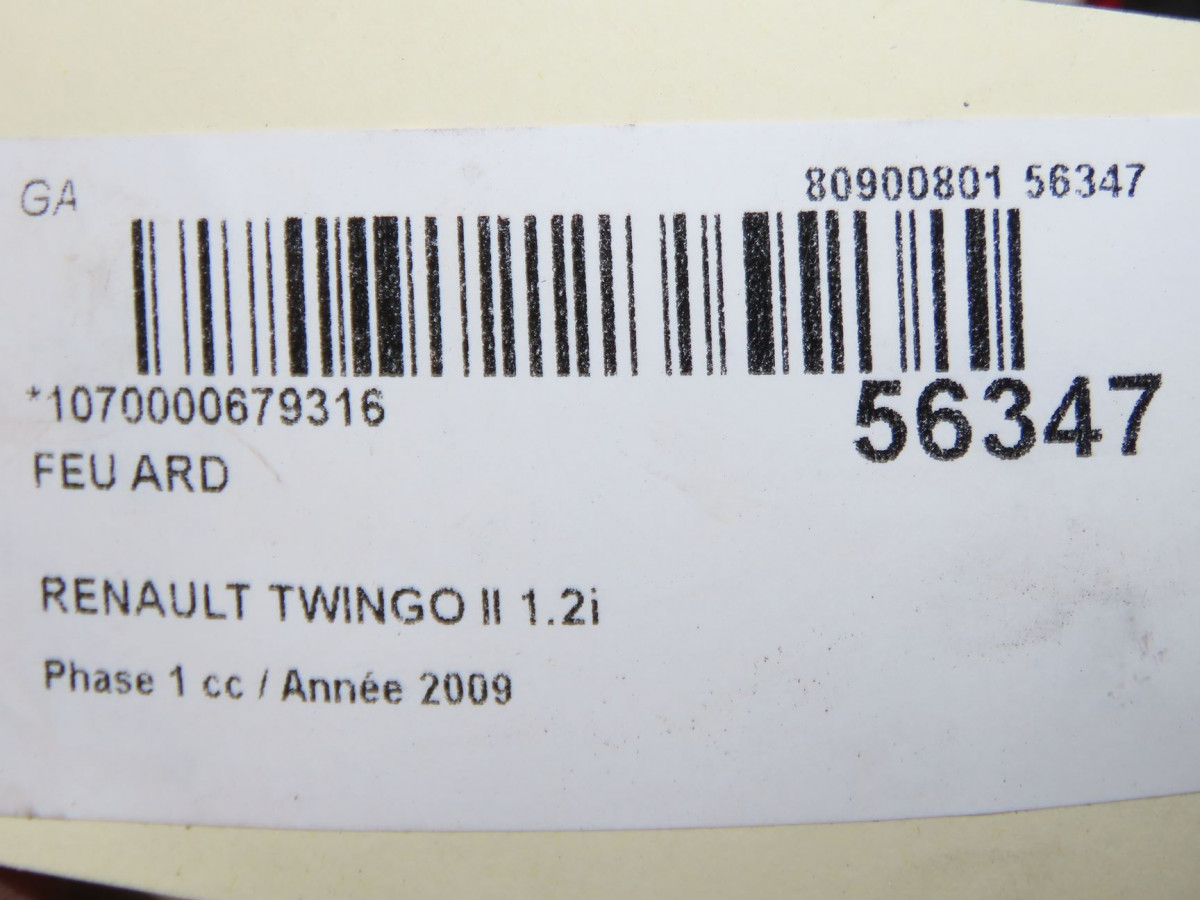 GA 80900801 56347
*1070000679316 56347
FEU ARD
RENAULT TWINGO II 1.2i
Phase 1 cc / Année 2009